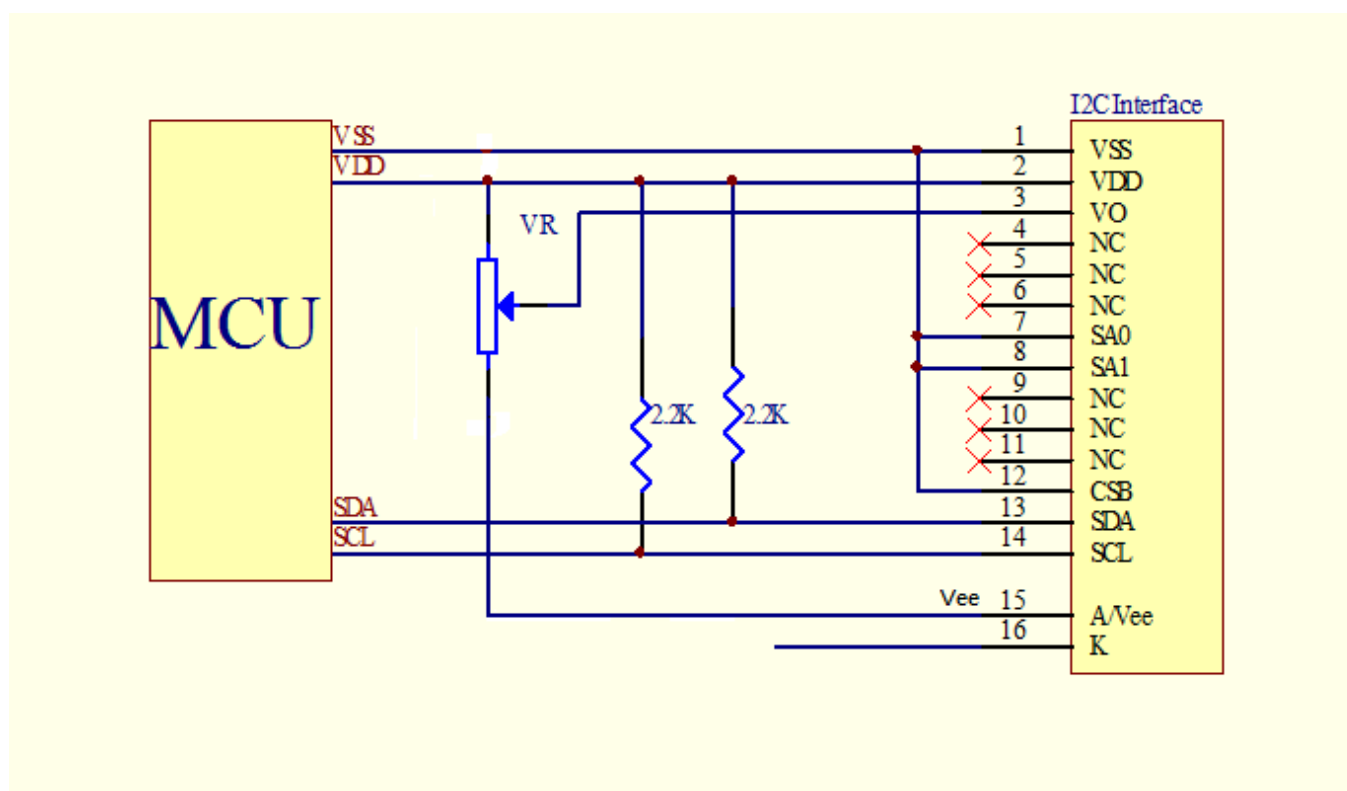 I2C Interface
VSS 1 VSS
VDD 2 VDD
VR 3 VO
4 NC
5 NC
6 NC
MCU 7 SA0
8 SA1
9 NC
2.2K 2.2K 10 NC
11 NC
12 CSB
SDA 13 SDA
SCL 14 SCL
Vee 15 A/Vee
16 K